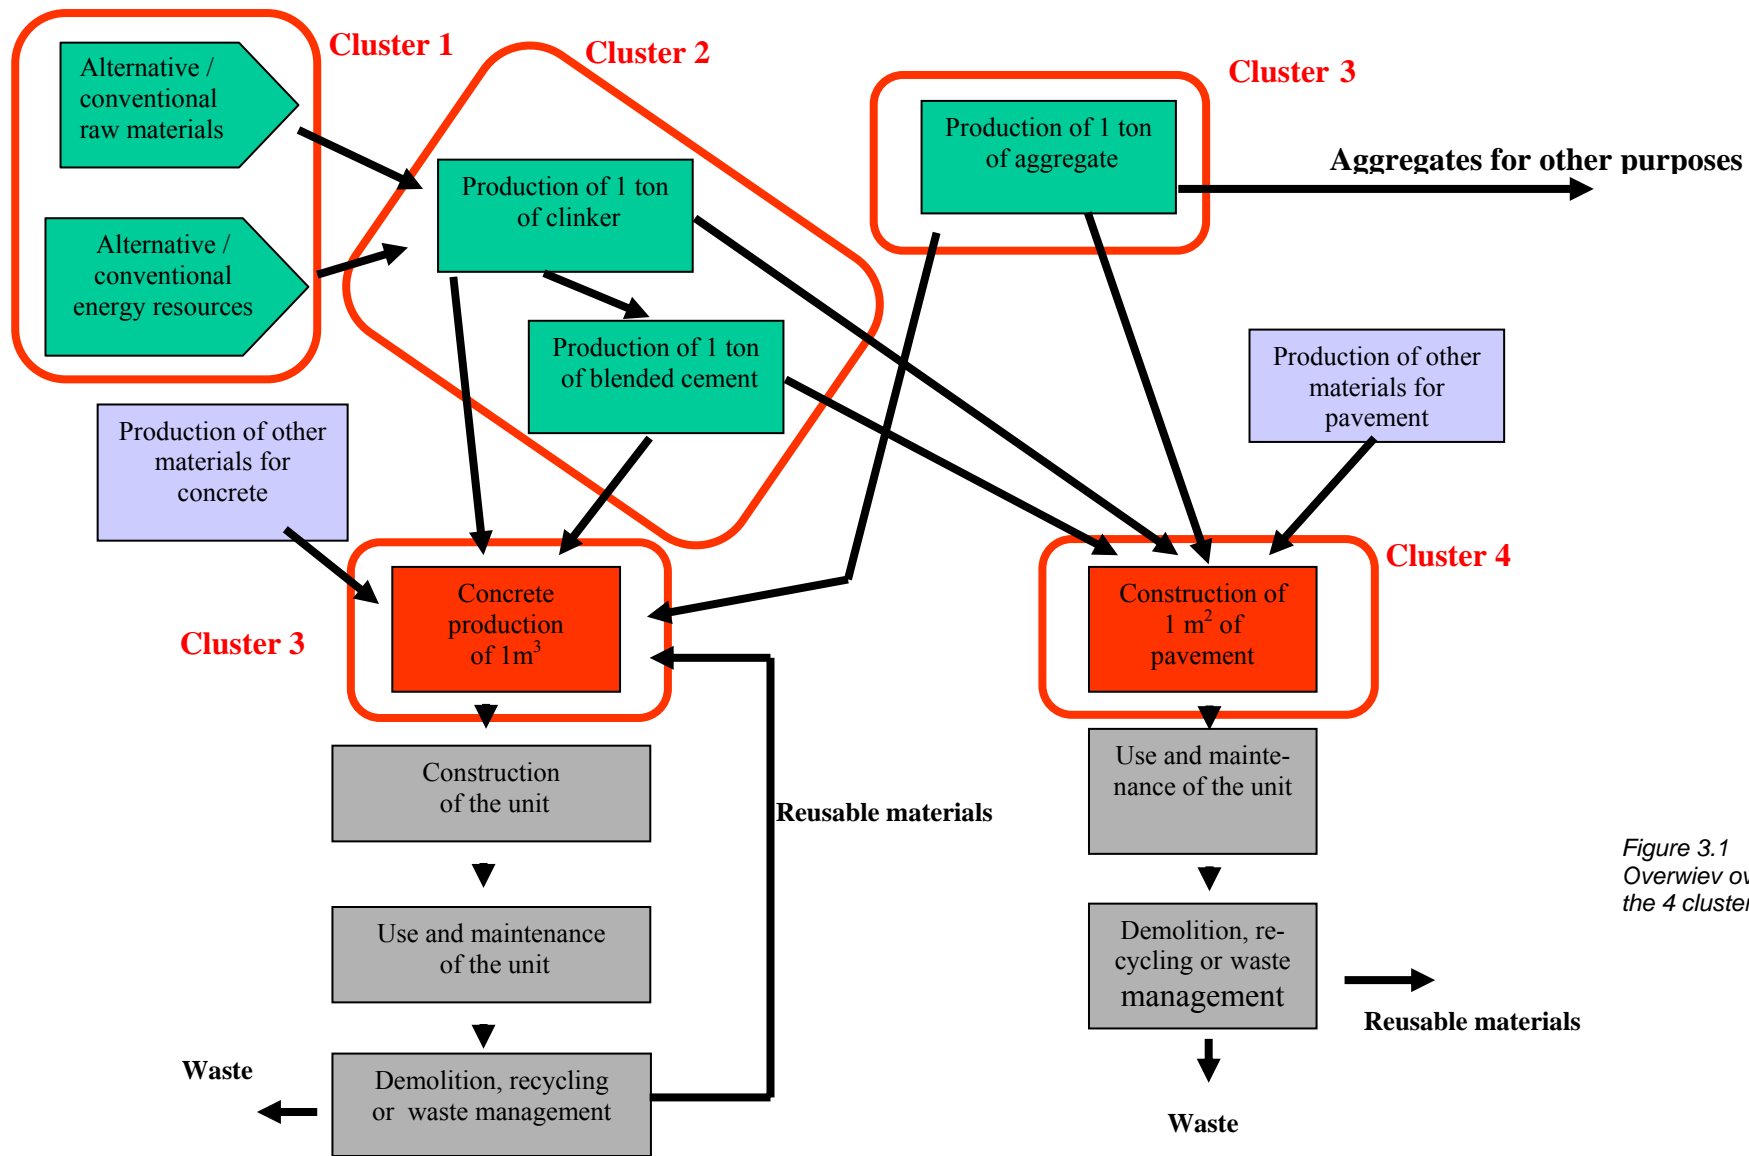 Cluster 1
Alternative /
conventional
raw materials
Alternative /
conventional
energy resources
Cluster 2
Production of 1 ton
of clinker
Production of 1 ton
of blended cement
Cluster 3
Production of 1 ton
of aggregate
Aggregates for other purposes
Production of other
materials for
concrete
Production of other
materials for
pavement
Cluster 3
Concrete
production
of 1m³
Cluster 4
Construction of
1 m² of
pavement
Construction
of the unit
Reusable materials
Use and mainte-
nance of the unit
Figure 3.1
Overwiev ov
the 4 cluster
Use and maintenance
of the unit
Demolition, re-
cycling or waste
management
Reusable materials
Waste
Demolition, recycling
or waste management
Waste